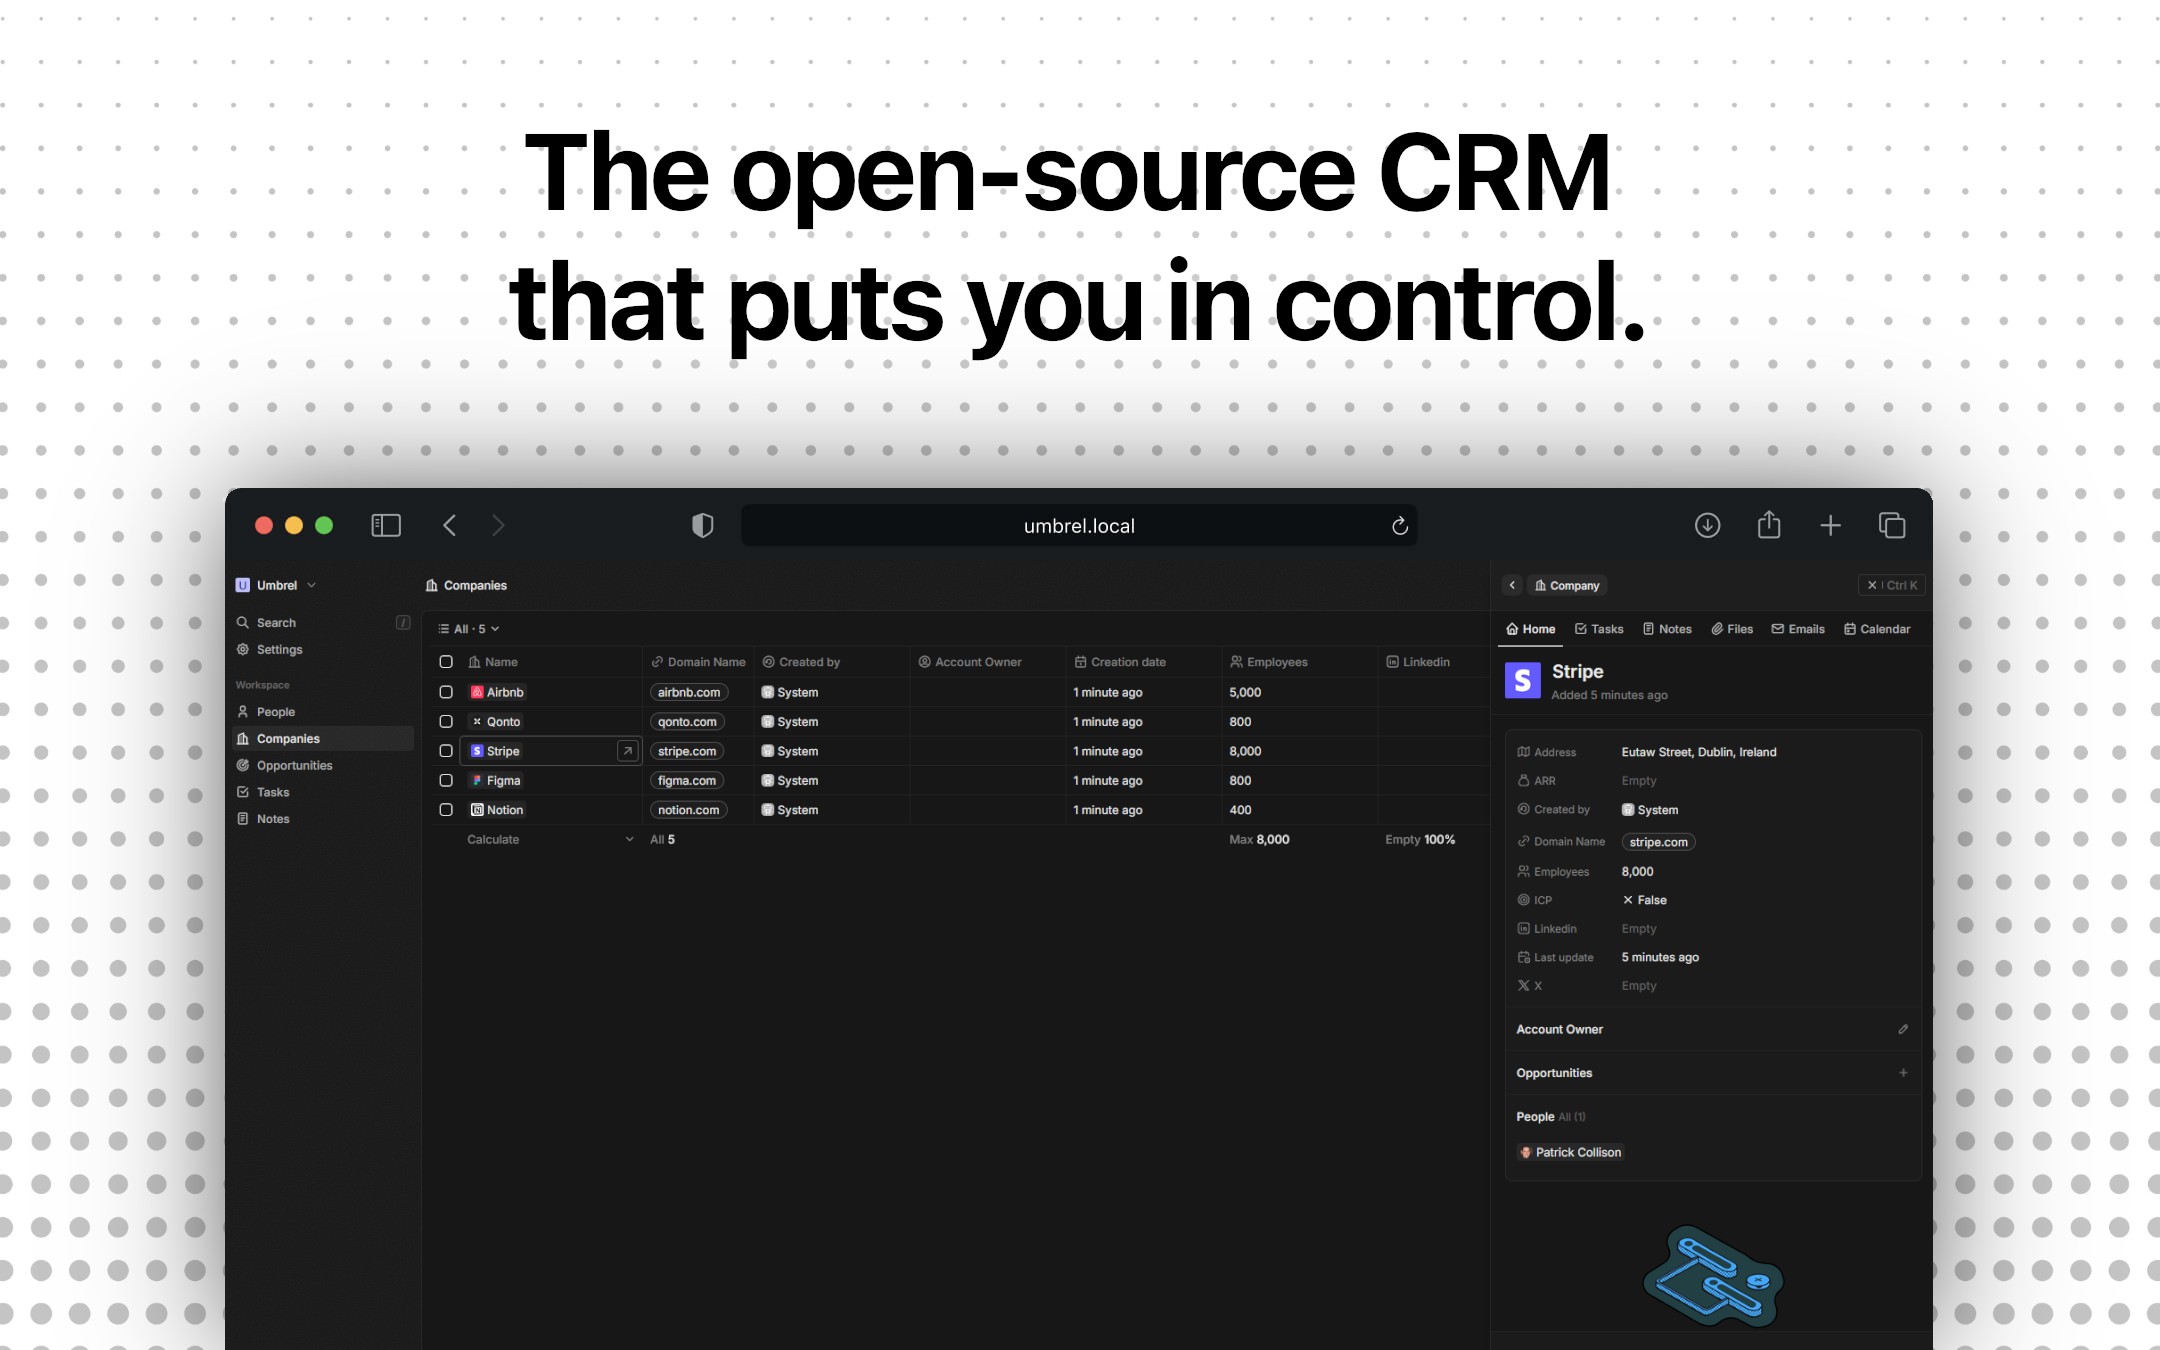 The open-source CRM
that puts you in control.
umbrel.local
U Umbrel
Search /
Settings
Workspace
People
Companies
Opportunities
Tasks
Notes
Companies
All · 5
Name Domain Name Created by Account Owner Creation date Employees Linkedin
Airbnb airbnb.com System 1 minute ago 5,000
Qonto qonto.com System 1 minute ago 800
Stripe stripe.com System 1 minute ago 8,000
Figma figma.com System 1 minute ago 800
Notion notion.com System 1 minute ago 400
Calculate All 5 Max 8,000 Empty 100%
Company Ctrl K
Home Tasks Notes Files Emails Calendar
S Stripe
Added 5 minutes ago
Address Eutaw Street, Dublin, Ireland
ARR Empty
Created by System
Domain Name stripe.com
Employees 8,000
ICP False
Linkedin Empty
Last update 5 minutes ago
X Empty
Account Owner
Opportunities
People All (1)
Patrick Collison